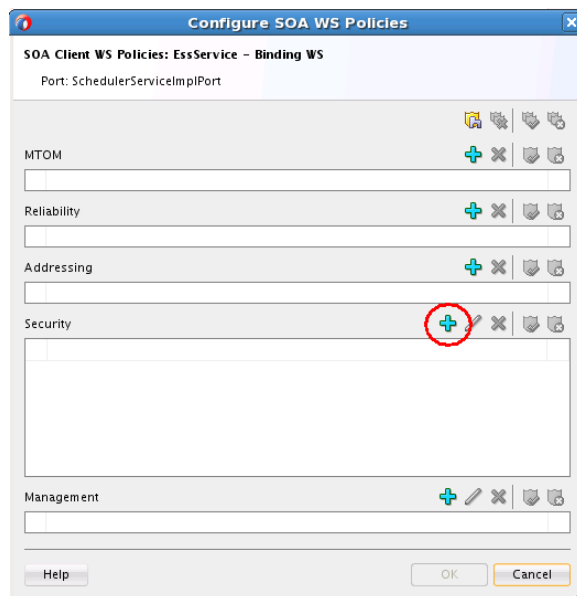 Configure SOA WS Policies
SOA Client WS Policies: EssService – Binding WS
Port: SchedulerServiceImplPort
MTOM
Reliability
Addressing
Security
Management
Help
OK
Cancel